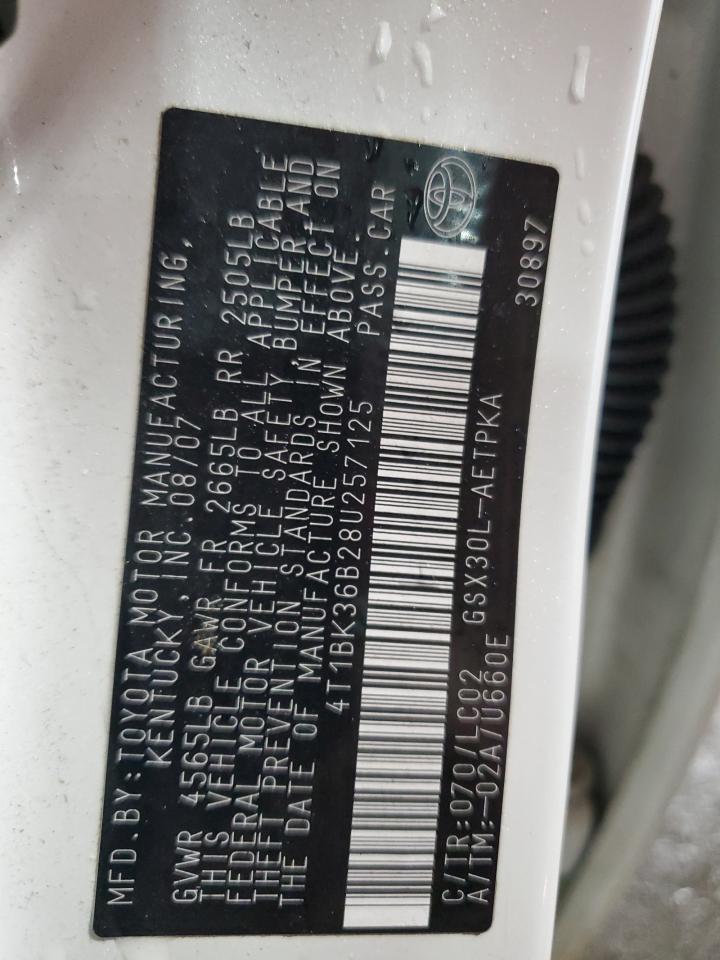 MFD.BY:TOYOTA MOTOR MANUFACTURING,
KENTUCKY,INC.08/07
GVWR 4565LB GAWR FR 2665LB RR 2505LB
THIS VEHICLE CONFORMS TO ALL APPLICABLE
FEDERAL MOTOR VEHICLE SAFETY BUMPER AND
THEFT PREVENTION STANDARDS IN EFFECT ON
THE DATE OF MANUFACTURE SHOWN ABOVE.
4T1BK36B28U257125 PASS.CAR
C/TR:070/LC02 GSX30L-AETPKA
A/TM:-02A/U660E 30897